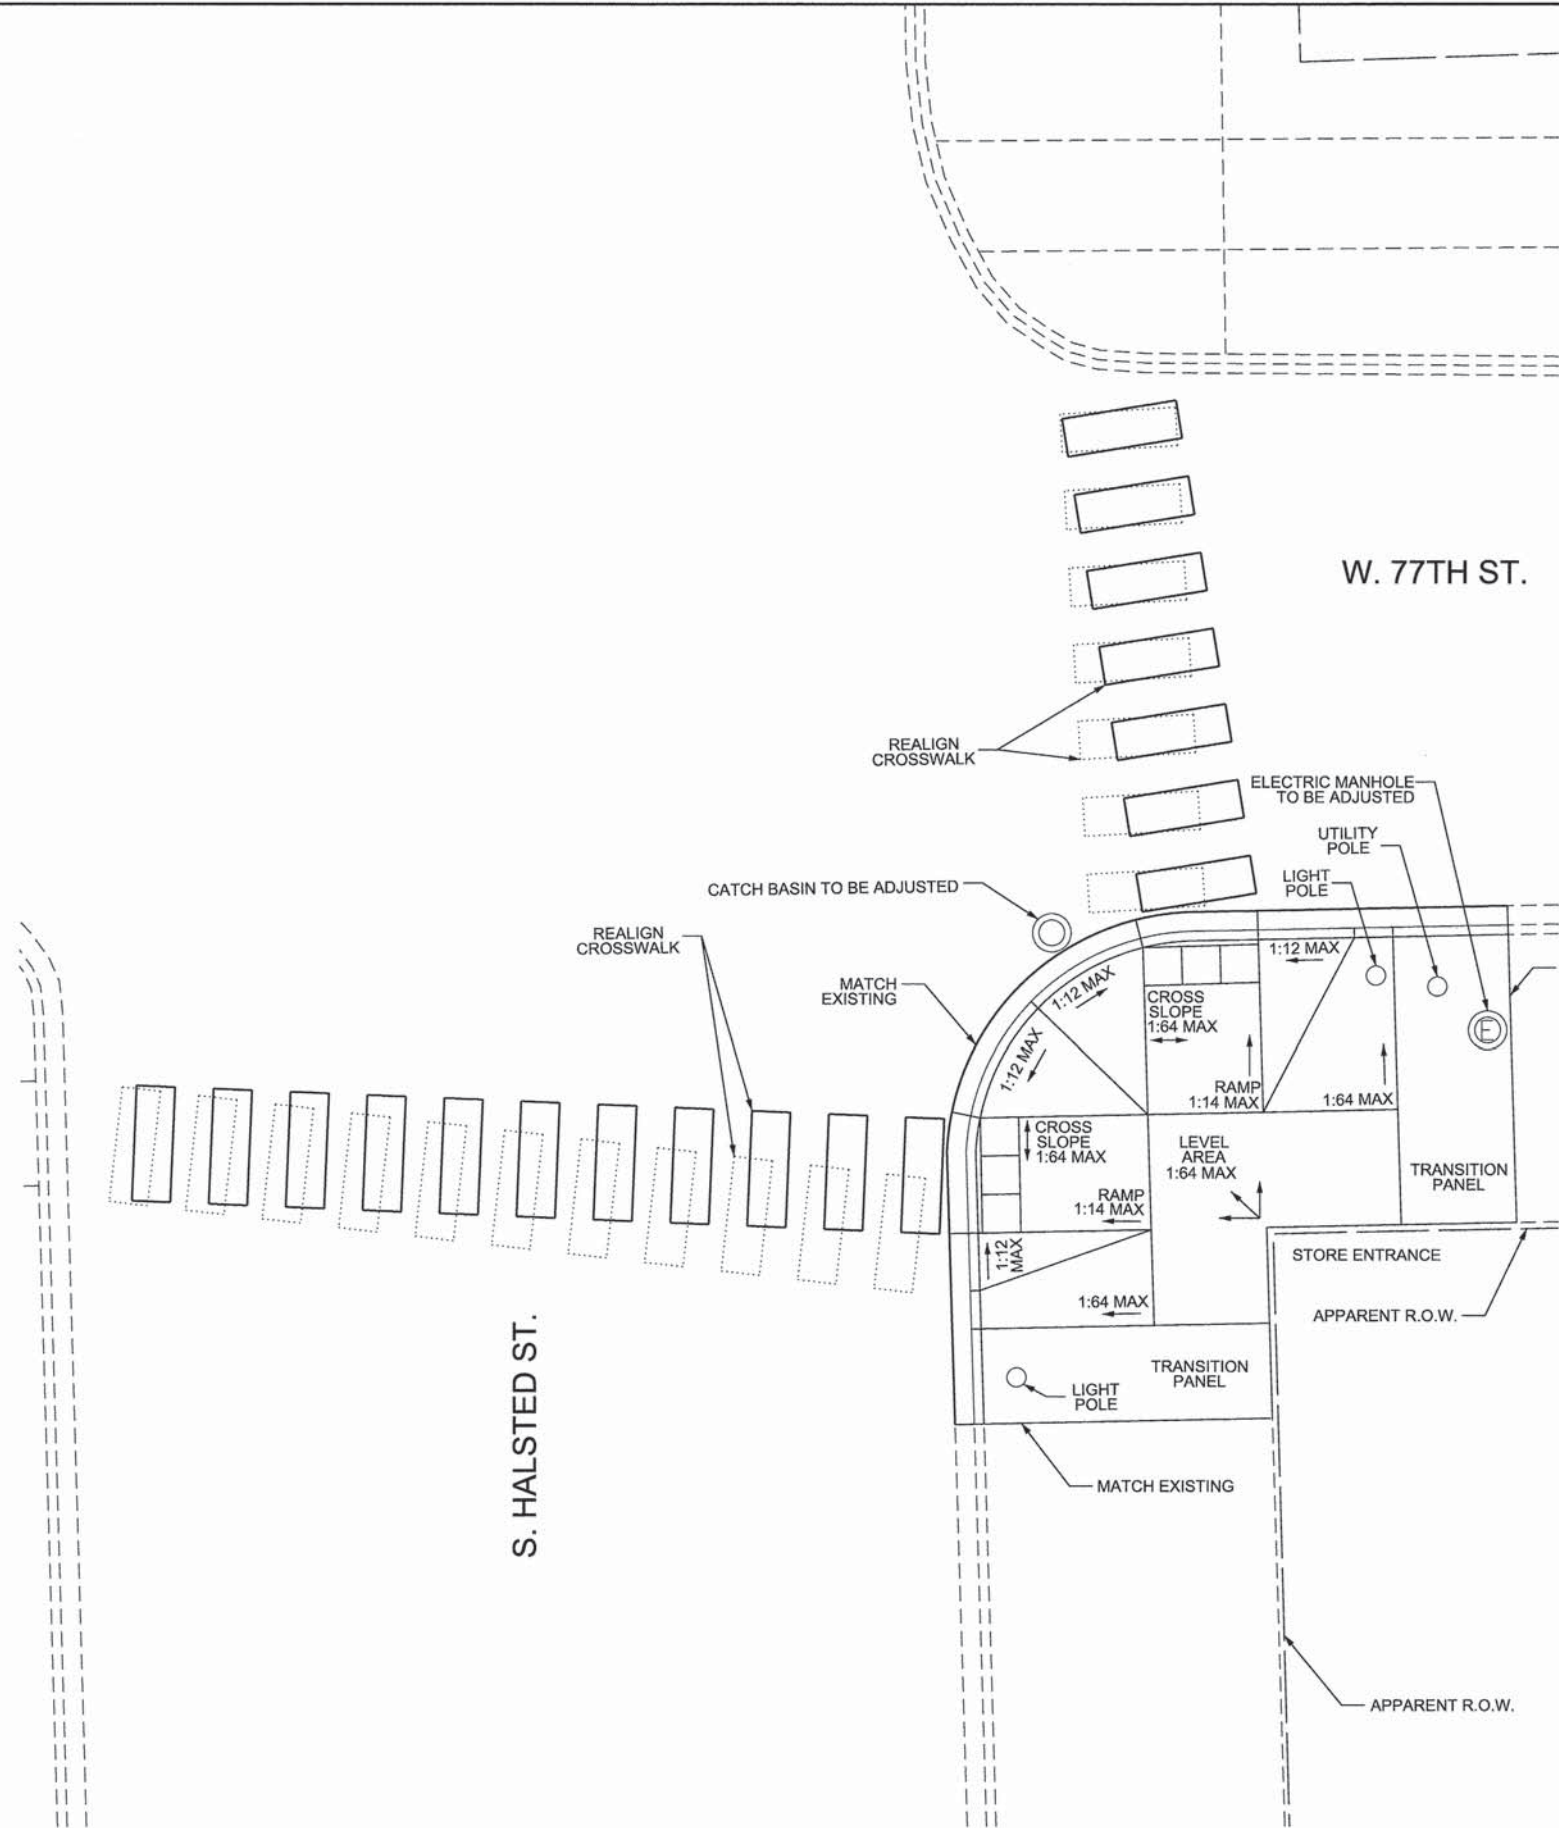 W. 77TH ST.
REALIGN
CROSSWALK
ELECTRIC MANHOLE
TO BE ADJUSTED
UTILITY
POLE
LIGHT
POLE
CATCH BASIN TO BE ADJUSTED
REALIGN
CROSSWALK
MATCH
EXISTING
1:12 MAX
1:12 MAX
CROSS
SLOPE
1:64 MAX
E
1:12 MAX
RAMP
1:14 MAX
1:64 MAX
CROSS
SLOPE
1:64 MAX
LEVEL
AREA
1:64 MAX
TRANSITION
PANEL
RAMP
1:14 MAX
1:12
MAX
STORE ENTRANCE
1:64 MAX
APPARENT R.O.W.
S. HALSTED ST.
TRANSITION
PANEL
LIGHT
POLE
MATCH EXISTING
APPARENT R.O.W.